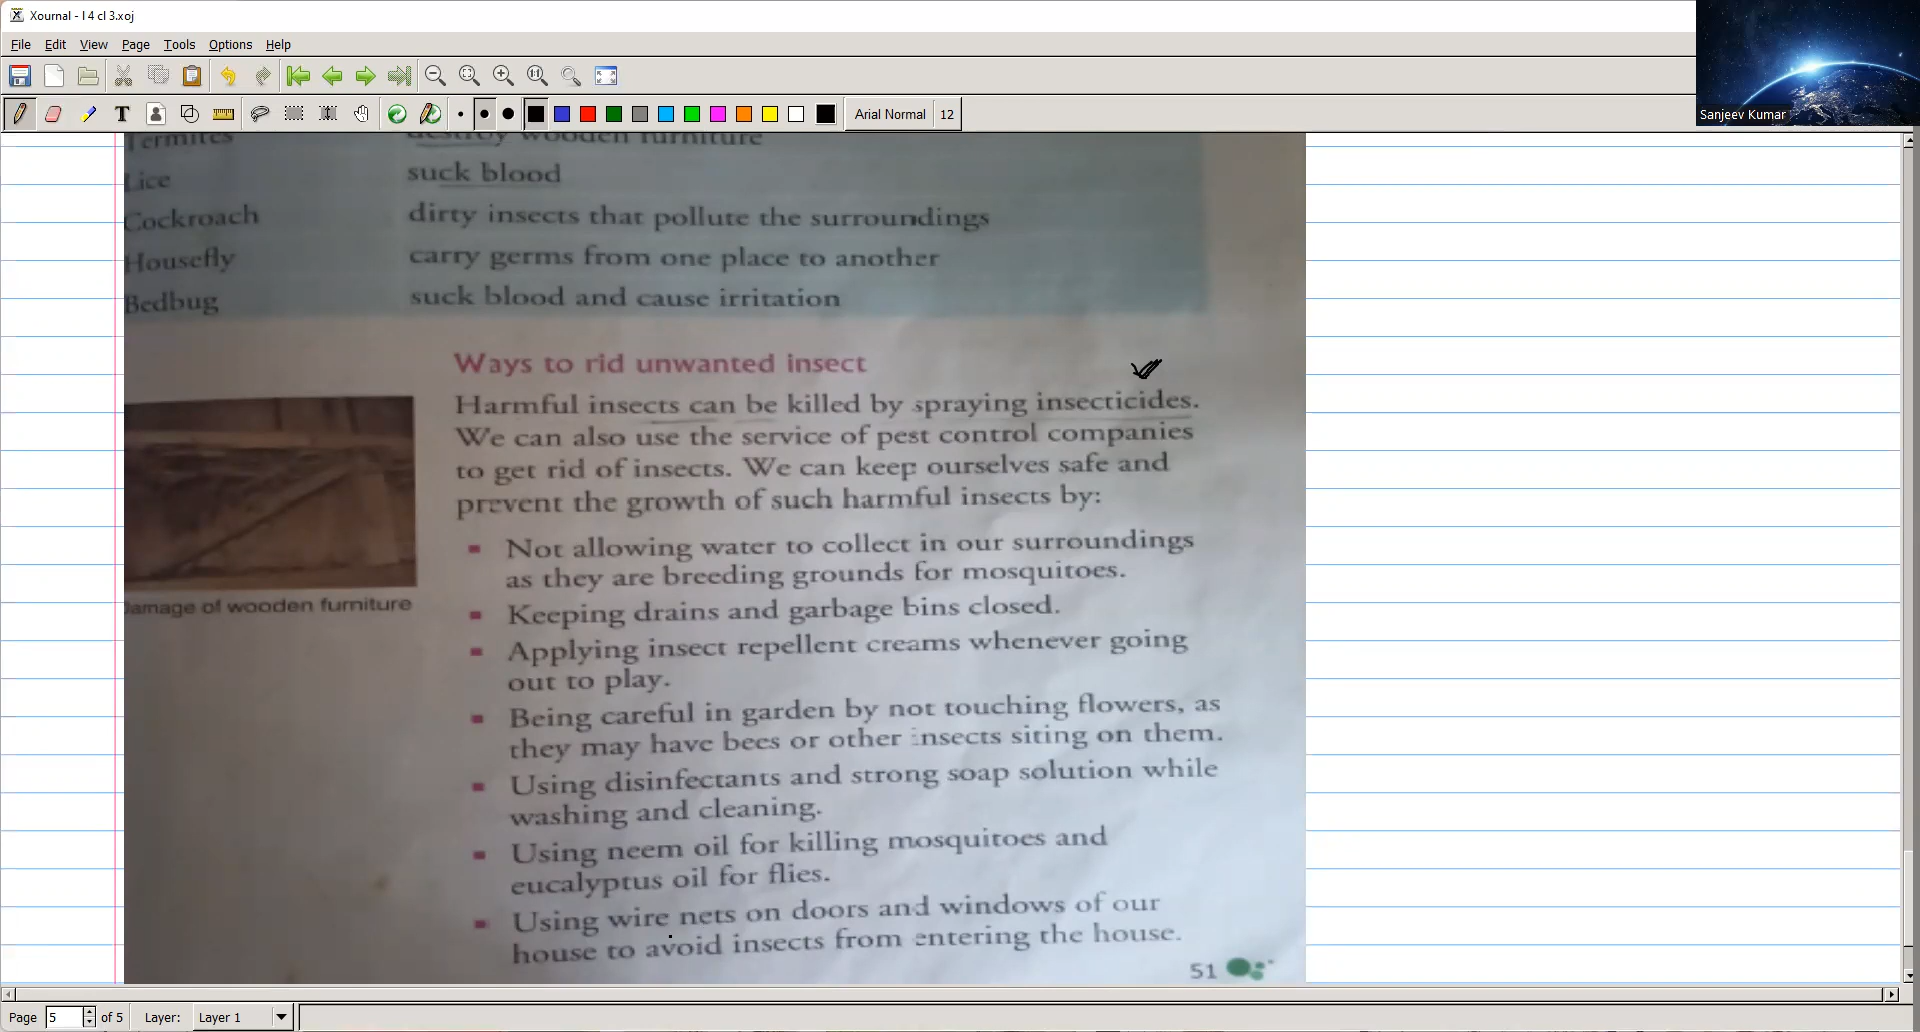 Xournal - l 4 cl 3.xoj
File Edit View Page Tools Options Help
Arial Normal 12
Sanjeev Kumar
Termites destroy wooden furniture
Lice suck blood
Cockroach dirty insects that pollute the surroundings
Housefly carry germs from one place to another
Bedbug suck blood and cause irritation
Ways to rid unwanted insect
Harmful insects can be killed by spraying insecticides.
We can also use the service of pest control companies
to get rid of insects. We can keep ourselves safe and
prevent the growth of such harmful insects by:
Not allowing water to collect in our surroundings
as they are breeding grounds for mosquitoes.
Damage of wooden furniture
Keeping drains and garbage bins closed.
Applying insect repellent creams whenever going
out to play.
Being careful in garden by not touching flowers, as
they may have bees or other insects siting on them.
Using disinfectants and strong soap solution while
washing and cleaning.
Using neem oil for killing mosquitoes and
eucalyptus oil for flies.
Using wire nets on doors and windows of our
house to avoid insects from entering the house.
51
Page 5 of 5 Layer: Layer 1